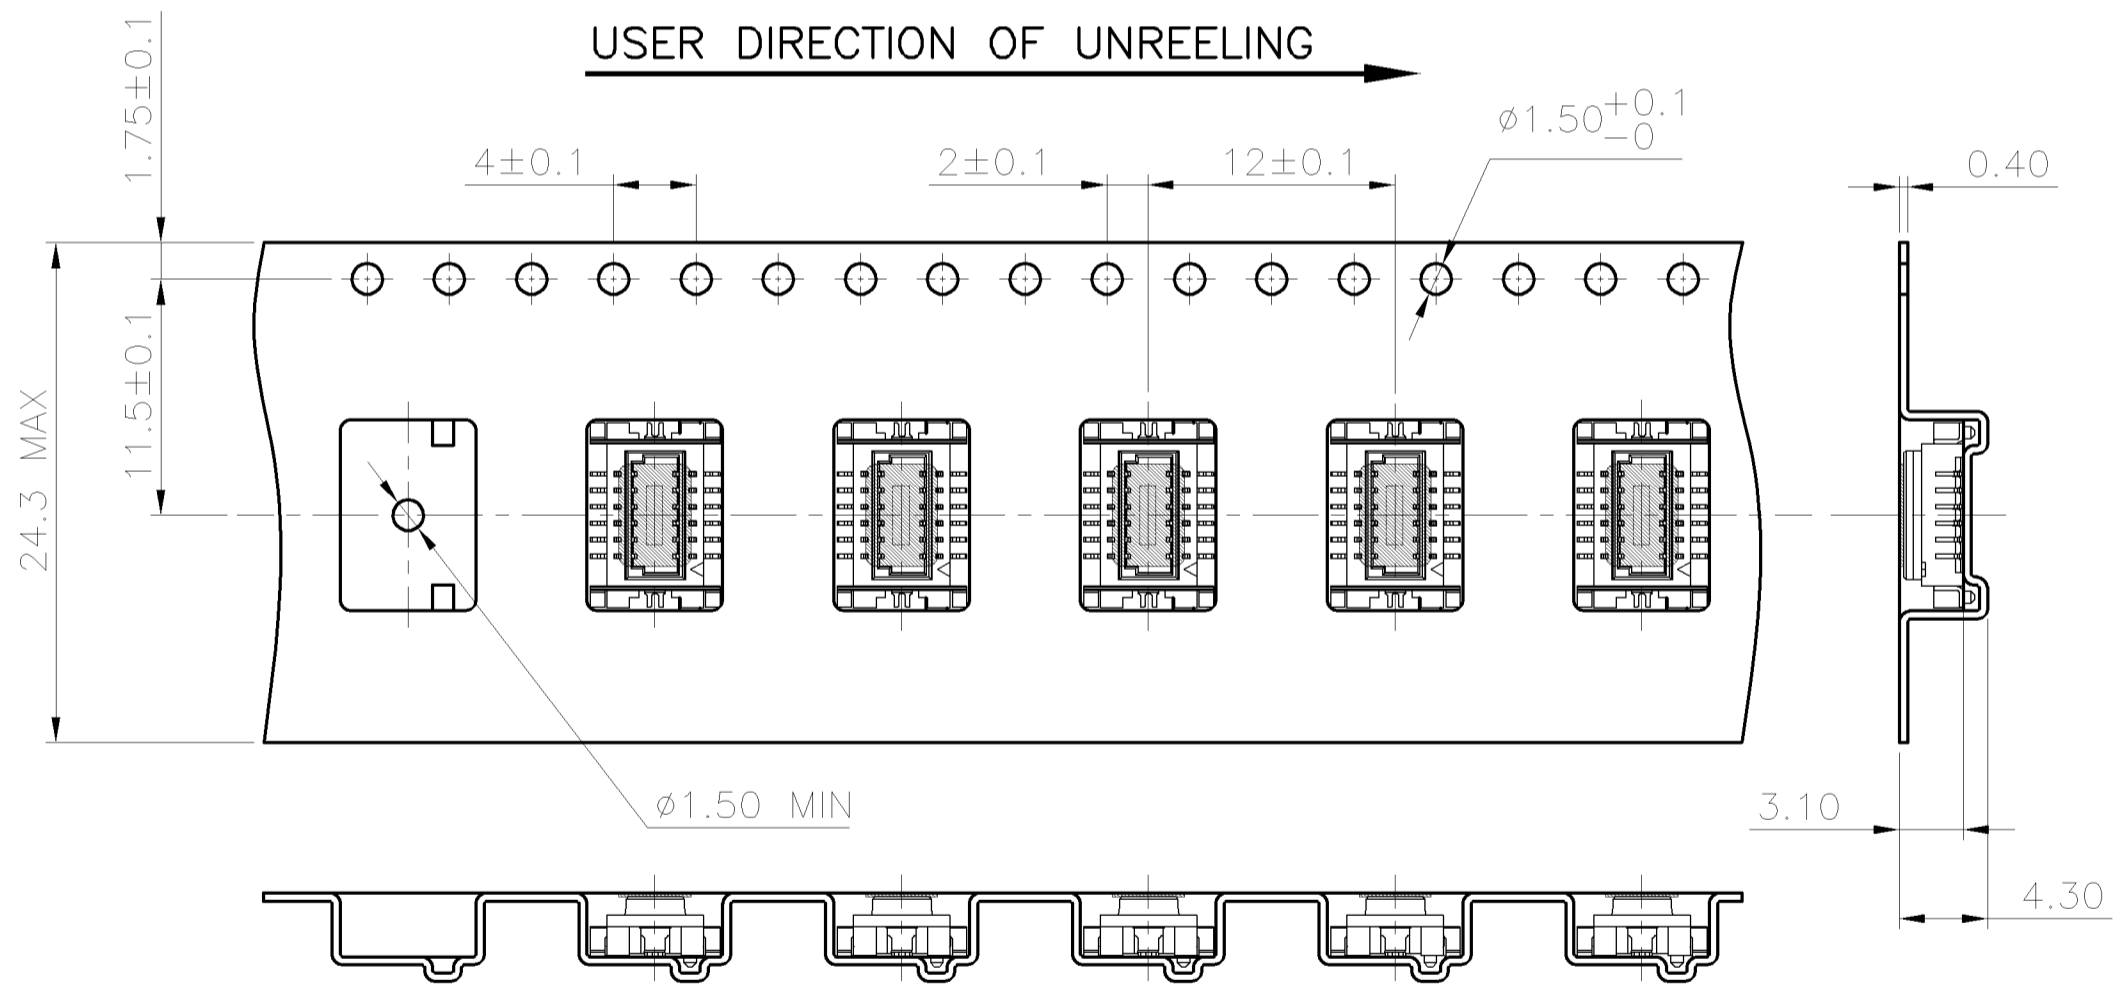 USER DIRECTION OF UNREELING
1.75±0.1
4±0.1
2±0.1
12±0.1
ø1.50+0.1
-0
0.40
11.5±0.1
24.3 MAX
ø1.50 MIN
3.10
4.30